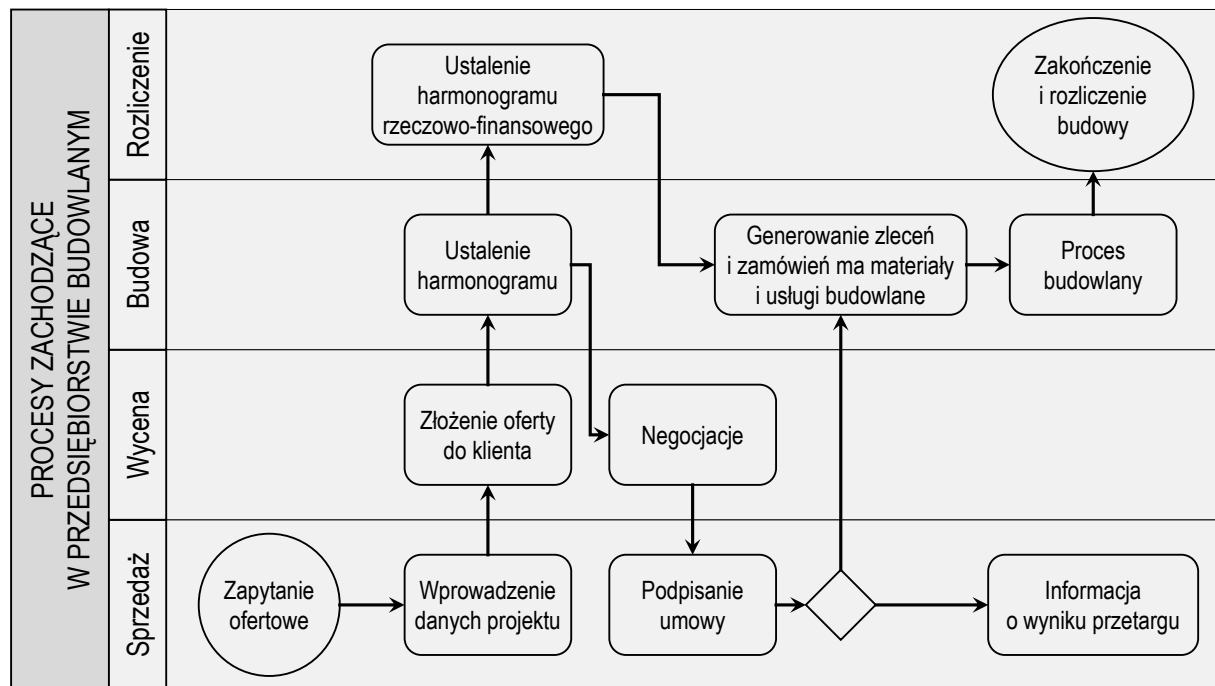 PROCESY ZACHODZĄCE
W PRZEDSIĘBIORSTWIE BUDOWLANYM
Rozliczenie
Ustalenie
harmonogramu
rzeczowo-finansowego
Zakończenie
i rozliczenie
budowy
Budowa
Ustalenie
harmonogramu
Generowanie zleceń
i zamówień ma materiały
i usługi budowlane
Proces
budowlany
Wycena
Złożenie oferty
do klienta
Negocjacje
Sprzedaż
Zapytanie
ofertowe
Wprowadzenie
danych projektu
Podpisanie
umowy
Informacja
o wyniku przetargu